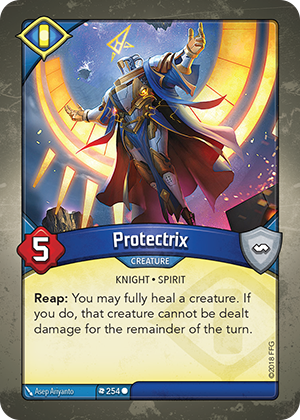 Protectrix
CREATURE
5
KNIGHT • SPIRIT
Reap: You may fully heal a creature. If
you do, that creature cannot be dealt
damage for the remainder of the turn.
©2018 FFG
Asep Ariyanto
254